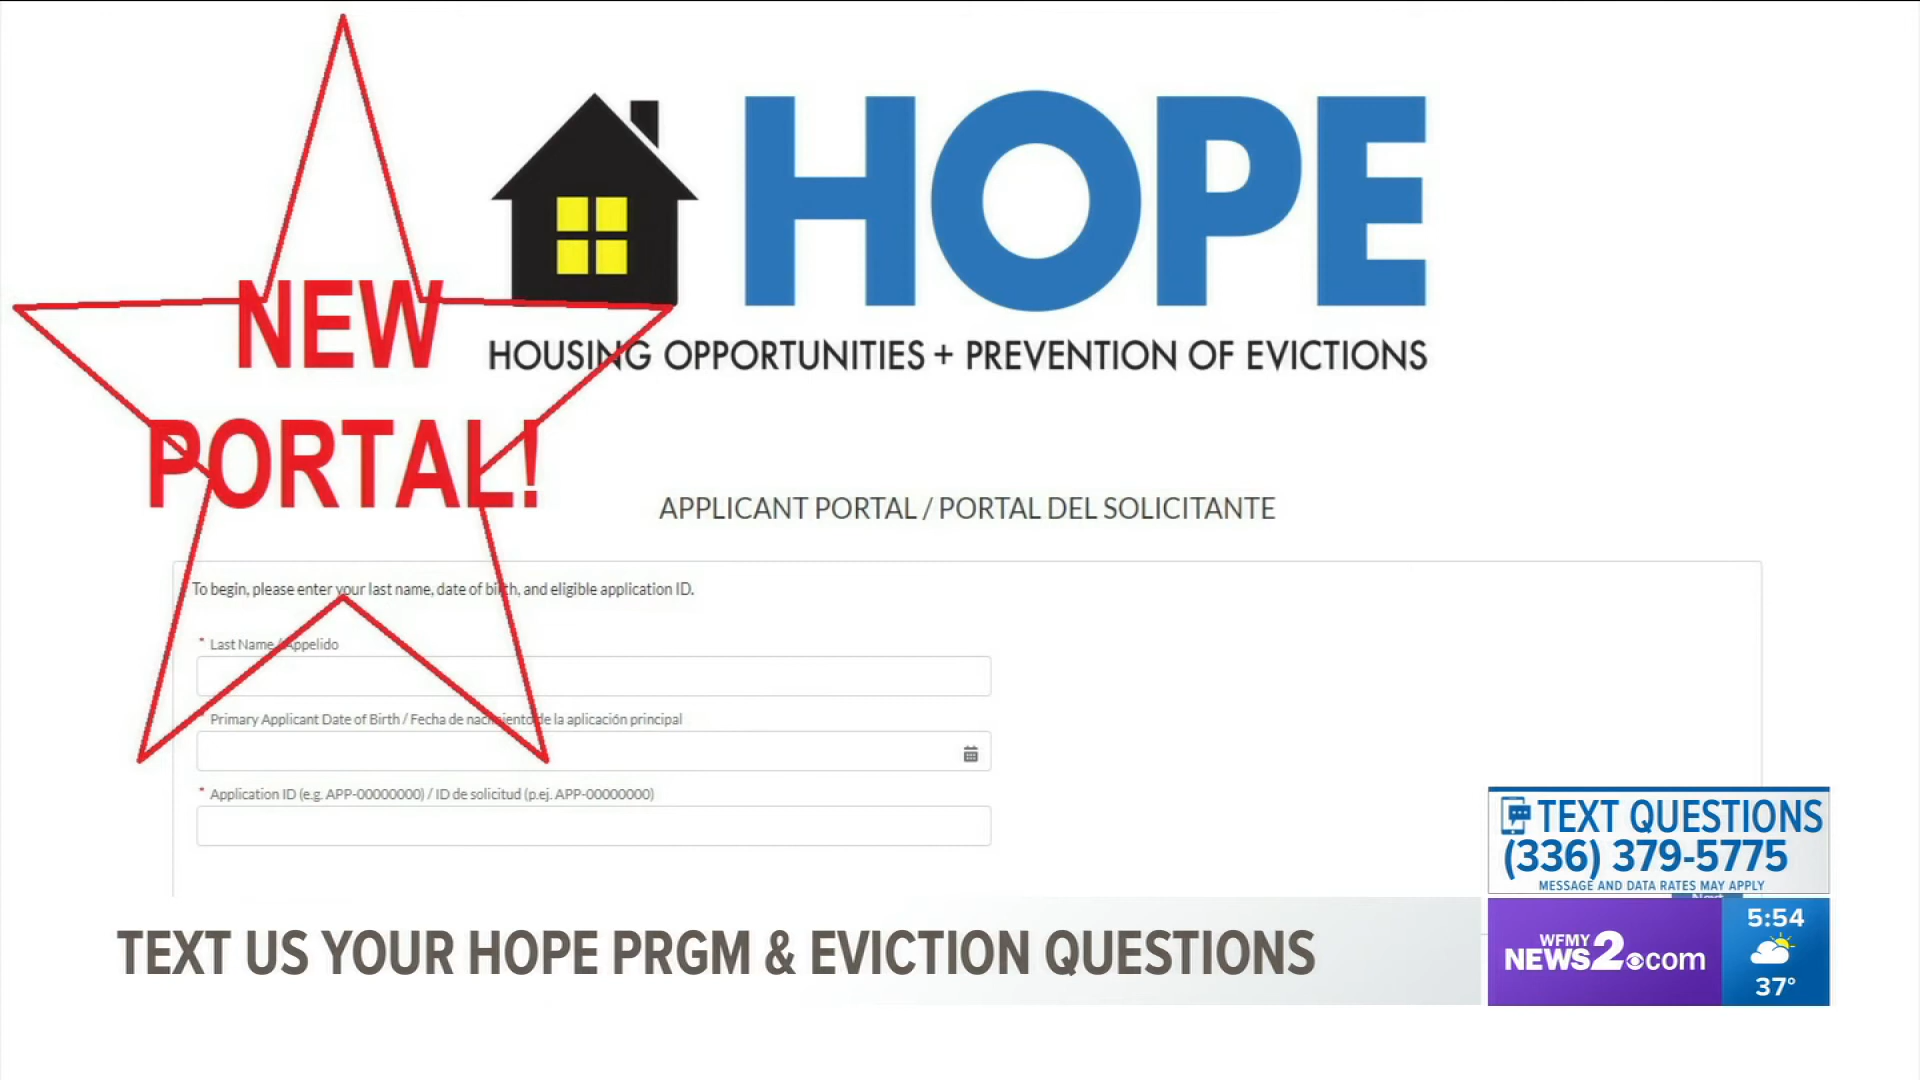 HOPE
HOUSING OPPORTUNITIES + PREVENTION OF EVICTIONS
NEW
PORTAL!
APPLICANT PORTAL / PORTAL DEL SOLICITANTE
To begin, please enter your last name, date of birth, and eligible application ID.
* Last Name / Appelido
* Primary Applicant Date of Birth / Fecha de nacimiento de la aplicación principal
* Application ID (e.g. APP-00000000) / ID de solicitud (p.ej. APP-00000000)
TEXT QUESTIONS
(336) 379-5775
MESSAGE AND DATA RATES MAY APPLY
TEXT US YOUR HOPE PRGM & EVICTION QUESTIONS
WFMY
NEWS 2.com
5:54
37°